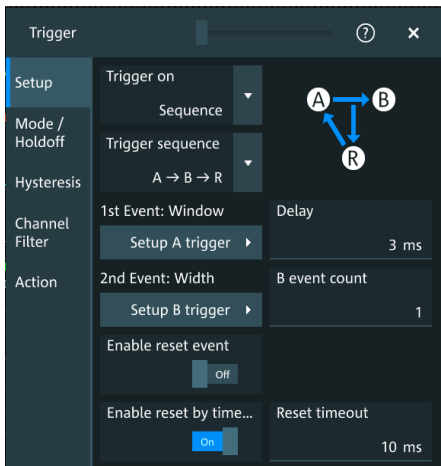 Trigger
?
×
Setup
Mode /
Holdoff
Hysteresis
Channel
Filter
Action
Trigger on
Sequence
Trigger sequence
A → B → R
A
B
R
1st Event: Window
Setup A trigger
Delay
3 ms
2nd Event: Width
Setup B trigger
B event count
1
Enable reset event
Off
Enable reset by time...
On
Reset timeout
10 ms